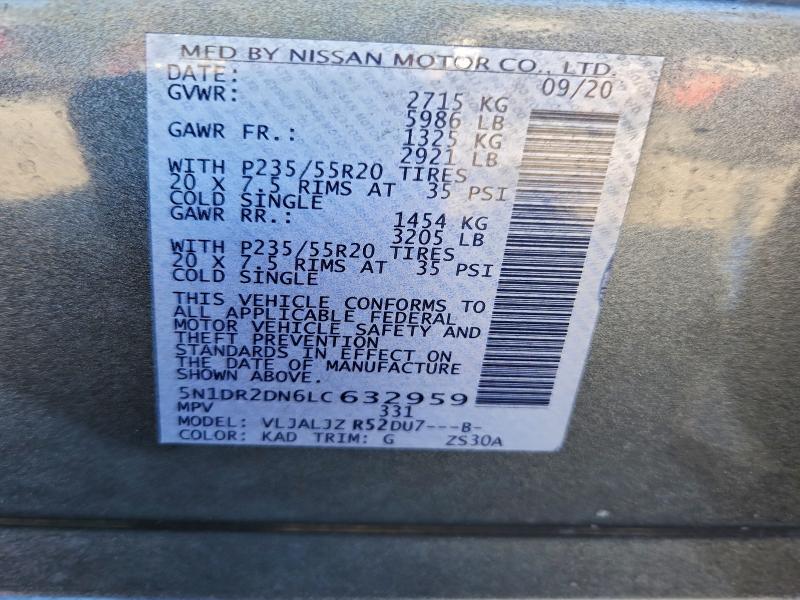 MFD BY NISSAN MOTOR CO., LTD.
DATE: 09/20
GVWR: 2715 KG
5986 LB
GAWR FR.: 1325 KG
2921 LB
WITH P235/55R20 TIRES
20 X 7.5 RIMS AT 35 PSI
COLD SINGLE
GAWR RR.: 1454 KG
3205 LB
WITH P235/55R20 TIRES
20 X 7.5 RIMS AT 35 PSI
COLD SINGLE
THIS VEHICLE CONFORMS TO
ALL APPLICABLE FEDERAL
MOTOR VEHICLE SAFETY AND
THEFT PREVENTION
STANDARDS IN EFFECT ON
THE DATE OF MANUFACTURE
SHOWN ABOVE.
5N1DR2DN6LC632959
MPV 331
MODEL: VLJALJZ R52DU7---B-
COLOR: KAD TRIM: G ZS30A